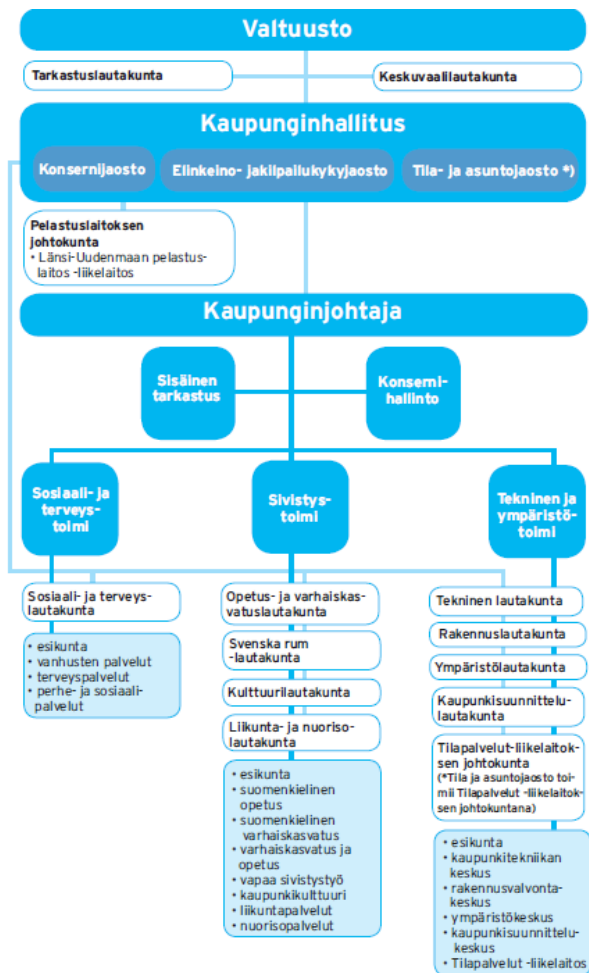 Valtuusto
Tarkastuslautakunta
Keskuvaalilautakunta
Kaupunginhallitus
Konsernijaosto
Elinkeino- jakilpailukykyjaosto
Tila- ja asuntojaosto *)
Pelastuslaitoksen
johtokunta
• Länsi-Uudenmaan pelastus-
laitos -liikelaitos
Kaupunginjohtaja
Sisäinen
tarkastus
Konserni-
hallinto
Sosiaali- ja
terveys-
toimi
Sivistys-
toimi
Tekninen ja
ympäristö-
toimi
Sosiaali- ja terveys-
lautakunta
• esikunta
• vanhusten palvelut
• terveyspalvelut
• perhe- ja sosiaali-
palvelut
Opetus- ja varhaiskas-
vatuslautakunta
Svenska rum
-lautakunta
Kulttuurilautakunta
Liikunta- ja nuoriso-
lautakunta
• esikunta
• suomenkielinen
opetus
• suomenkielinen
varhaiskasvatus
• varhaiskasvatus ja
opetus
• vapaa sivistystyö
• kaupunkikulttuuri
• liikuntapalvelut
• nuorisopalvelut
Tekninen lautakunta
Rakennuslautakunta
Ympäristölautakunta
Kaupunkisuunnittelu-
lautakunta
Tilapalvelut-liikelaitok-
sen johtokunta
(*Tila ja asuntojaosto toi-
mii Tilapalvelut -liikelaitok-
sen johtokuntana)
• esikunta
• kaupunkitekniikan
keskus
• rakennusvalvonta-
keskus
• ympäristökeskus
• kaupunkisuunnittelu-
keskus
• Tilapalvelut -liikelaitos